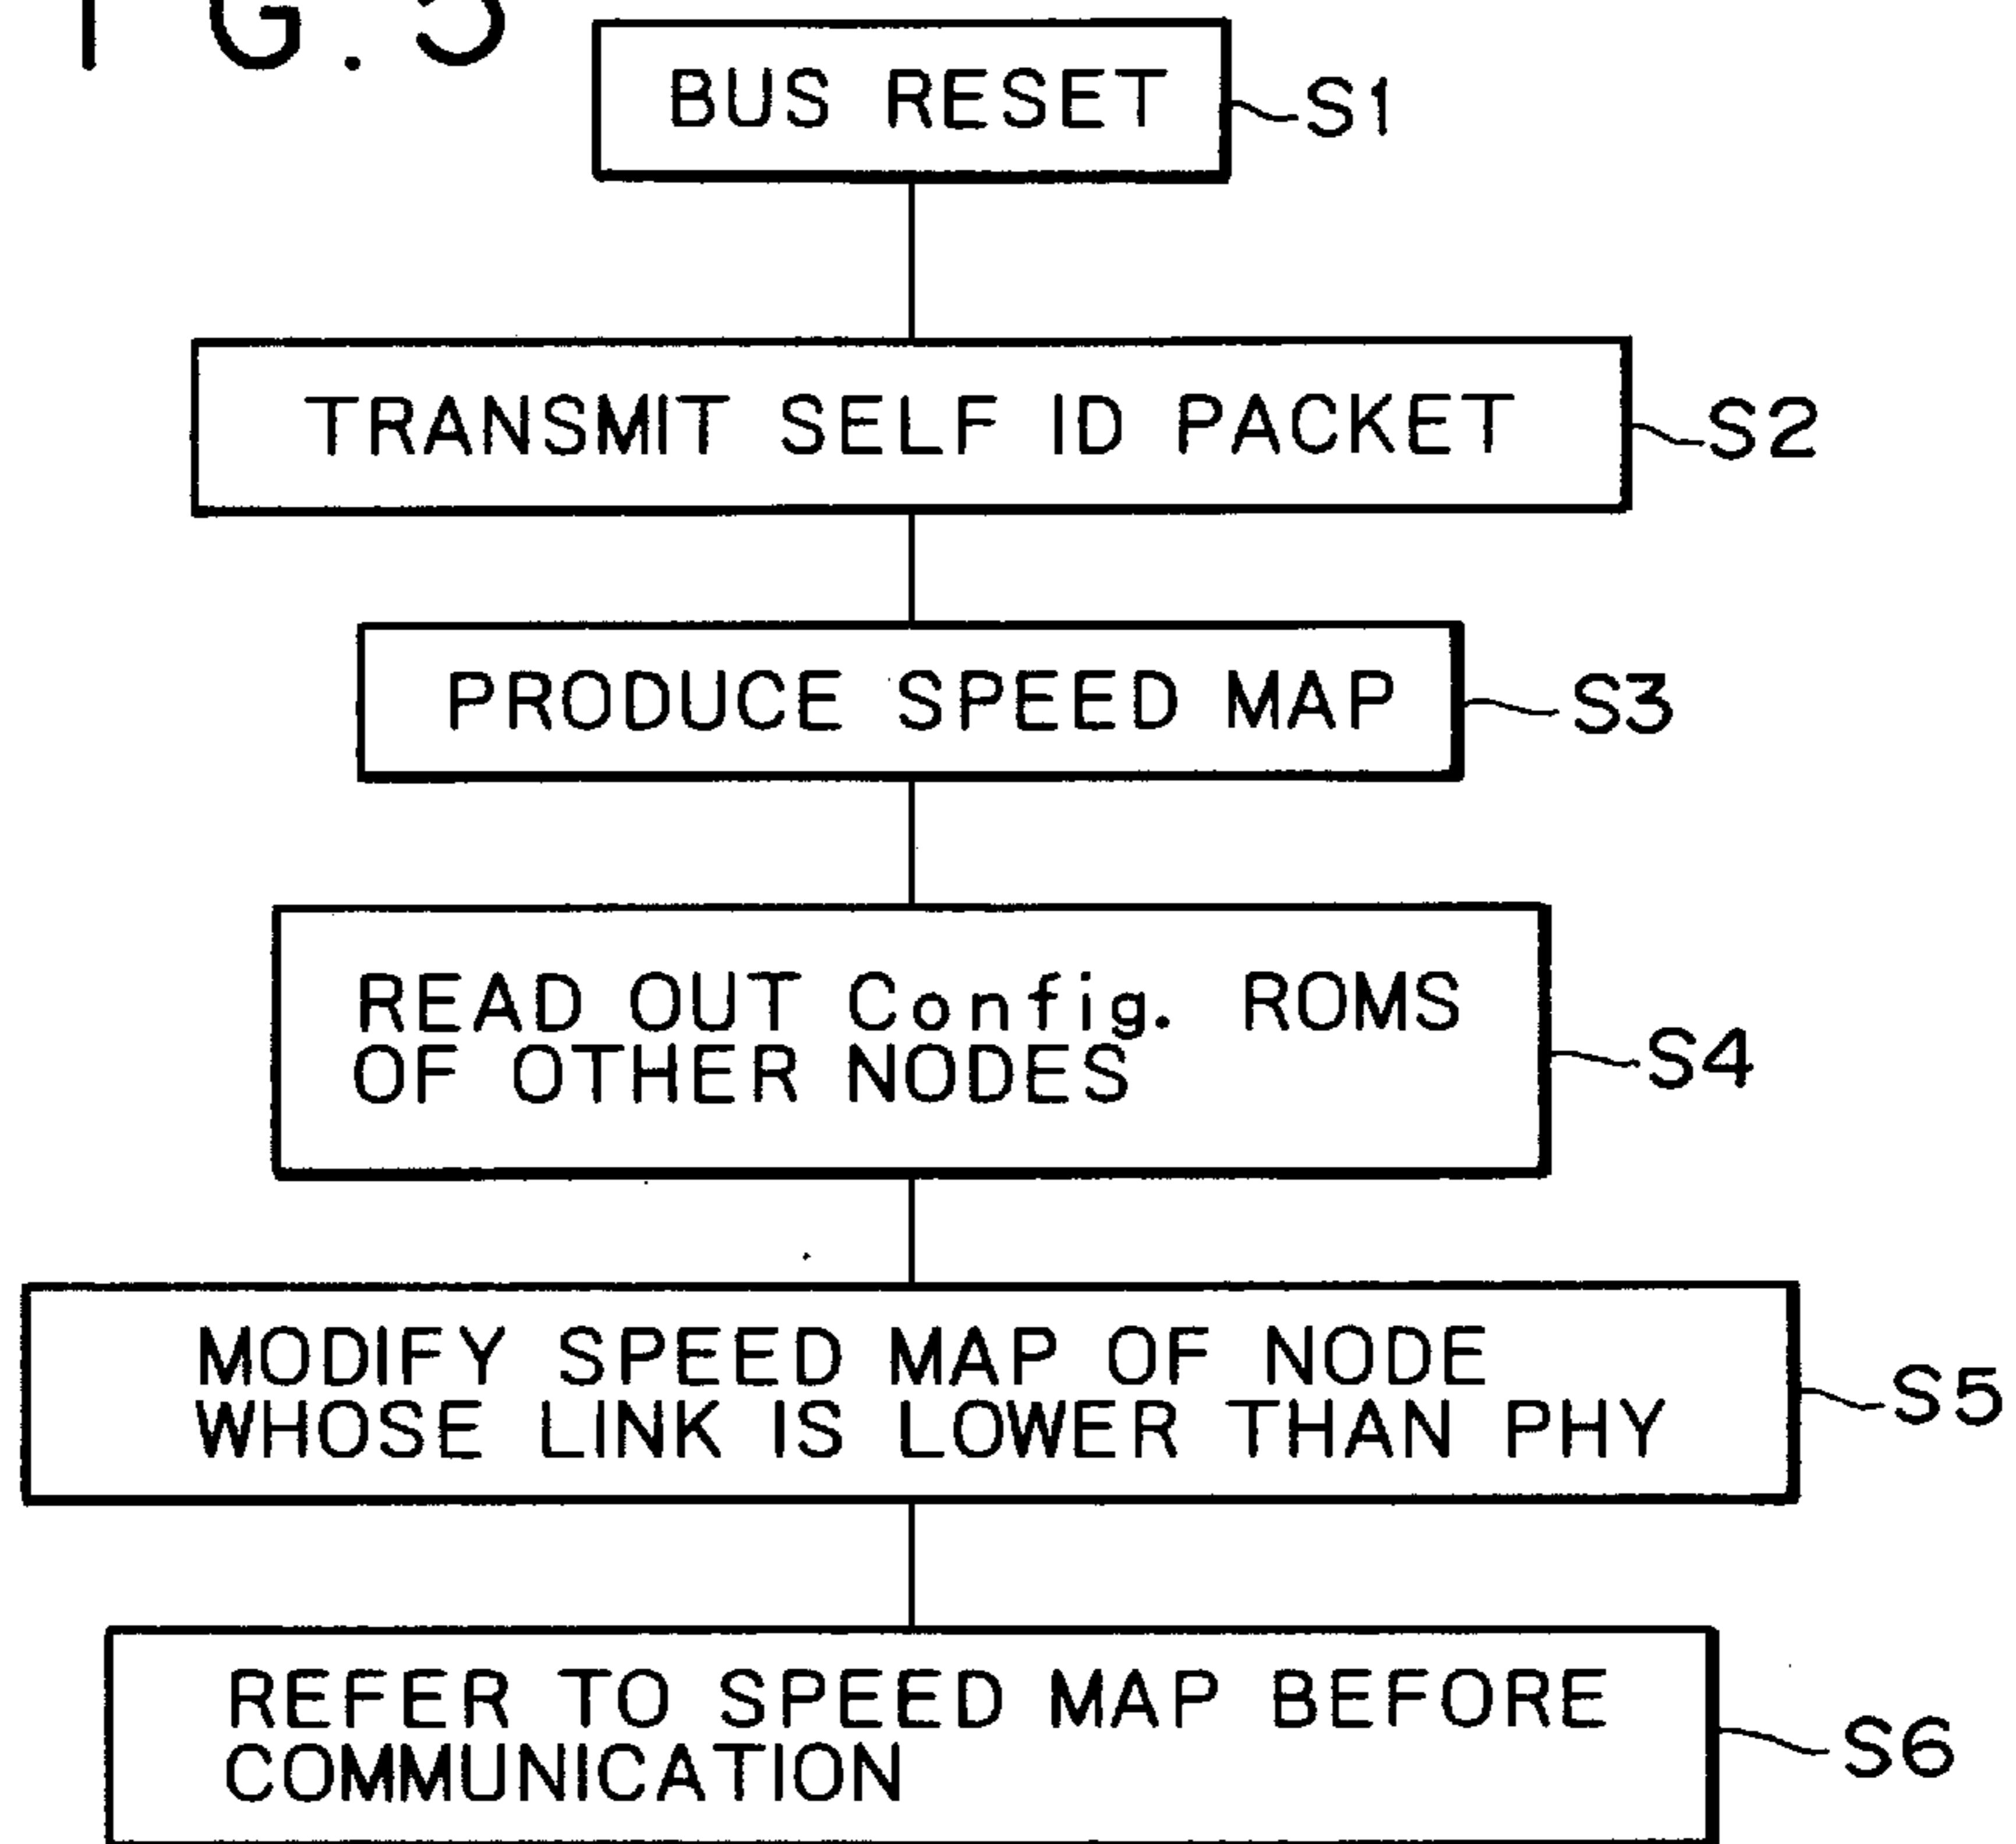 BUS RESET
S1
TRANSMIT SELF ID PACKET
S2
PRODUCE SPEED MAP
S3
READ OUT Config. ROMS
OF OTHER NODES
S4
MODIFY SPEED MAP OF NODE
WHOSE LINK IS LOWER THAN PHY
S5
REFER TO SPEED MAP BEFORE
COMMUNICATION
S6